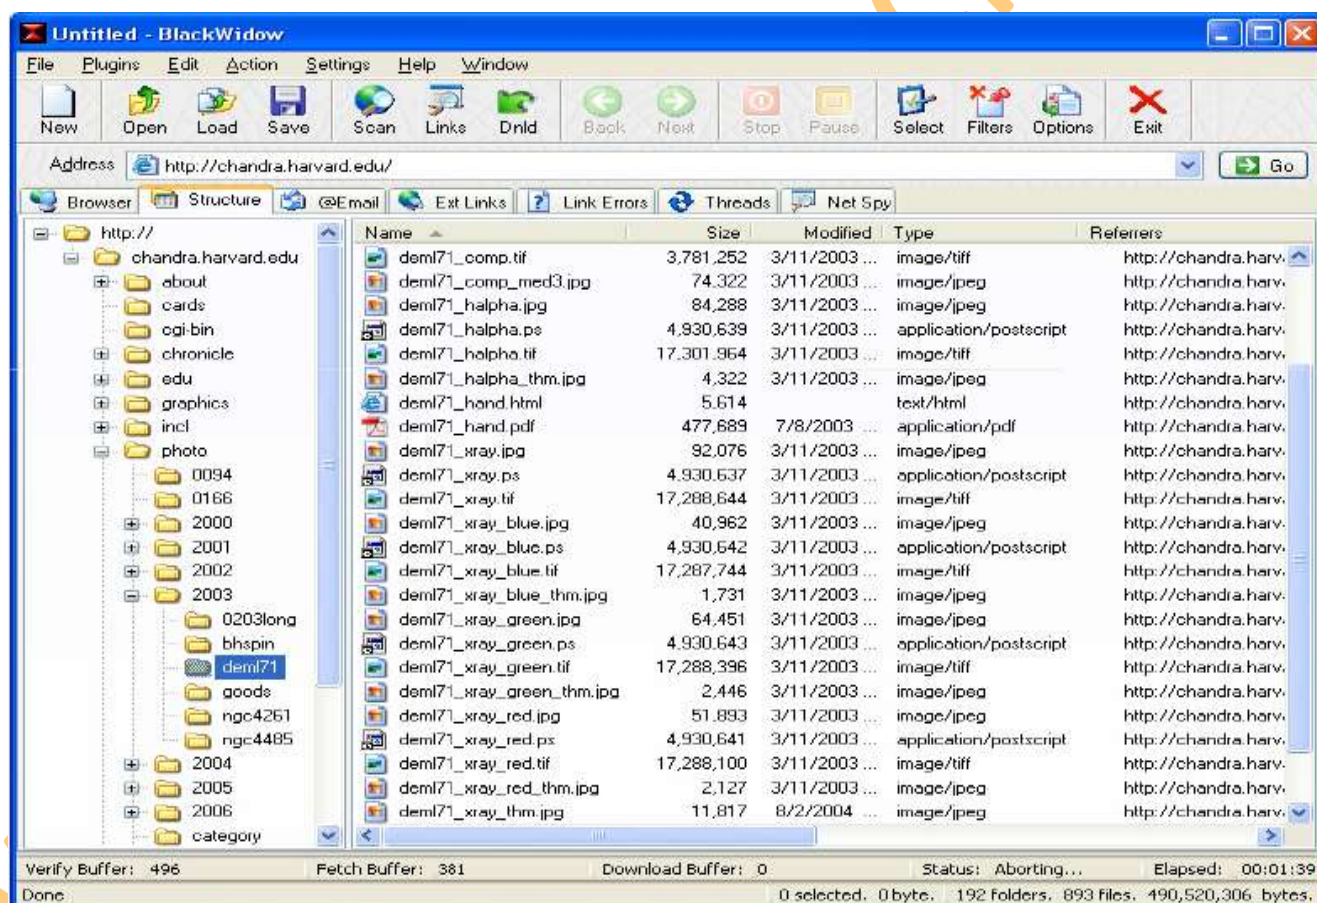 Untitled - BlackWidow
File Plugins Edit Action Settings Help Window
New Open Load Save Scan Links Dnld Back Next Stop Pause Select Filters Options Exit
Address http://chandra.harvard.edu/ Go
Browser Structure @Email Ext Links Link Errors Threads Net Spy
http:// Name Size Modified Type Referrers
chandra.harvard.edu deml71_comp.tif 3,781,252 3/11/2003 ... image/tiff http://chandra.harv.
about deml71_comp_med3.jpg 74,322 3/11/2003 ... image/jpeg http://chandra.harv.
cards deml71_halpha.jpg 84,288 3/11/2003 ... image/jpeg http://chandra.harv.
cgi-bin deml71_halpha.ps 4,930,639 3/11/2003 ... application/postscript http://chandra.harv.
chronicle deml71_halpha.tif 17,301,964 3/11/2003 ... image/tiff http://chandra.harv.
edu deml71_halpha_thm.jpg 4,322 3/11/2003 ... image/jpeg http://chandra.harv.
graphics deml71_hand.html 5,614 text/html http://chandra.harv.
incl deml71_hand.pdf 477,689 7/8/2003 ... application/pdf http://chandra.harv.
photo deml71_xray.jpg 92,076 3/11/2003 ... image/jpeg http://chandra.harv.
0094 deml71_xray.ps 4,930,637 3/11/2003 ... application/postscript http://chandra.harv.
0166 deml71_xray.tif 17,288,644 3/11/2003 ... image/tiff http://chandra.harv.
2000 deml71_xray_blue.jpg 40,962 3/11/2003 ... image/jpeg http://chandra.harv.
2001 deml71_xray_blue.ps 4,930,642 3/11/2003 ... application/postscript http://chandra.harv.
2002 deml71_xray_blue.tif 17,287,744 3/11/2003 ... image/tiff http://chandra.harv.
2003 deml71_xray_blue_thm.jpg 1,731 3/11/2003 ... image/jpeg http://chandra.harv.
0203long deml71_xray_green.jpg 64,451 3/11/2003 ... image/jpeg http://chandra.harv.
bhspin deml71_xray_green.ps 4,930,643 3/11/2003 ... application/postscript http://chandra.harv.
deml71 deml71_xray_green.tif 17,288,396 3/11/2003 ... image/tiff http://chandra.harv.
goods deml71_xray_green_thm.jpg 2,446 3/11/2003 ... image/jpeg http://chandra.harv.
ngc4261 deml71_xray_red.jpg 51,893 3/11/2003 ... image/jpeg http://chandra.harv.
ngc4485 deml71_xray_red.ps 4,930,641 3/11/2003 ... application/postscript http://chandra.harv.
2004 deml71_xray_red.tif 17,288,100 3/11/2003 ... image/tiff http://chandra.harv.
2005 deml71_xray_red_thm.jpg 2,127 3/11/2003 ... image/jpeg http://chandra.harv.
2006 deml71_xray_thm.jpg 11,817 8/2/2004 ... image/jpeg http://chandra.harv.
category
Verify Buffer: 496 Fetch Buffer: 381 Download Buffer: 0 Status: Aborting... Elapsed: 00:01:39
Done 0 selected. 0 byte. 192 folders. 893 files. 490,520,306 bytes.